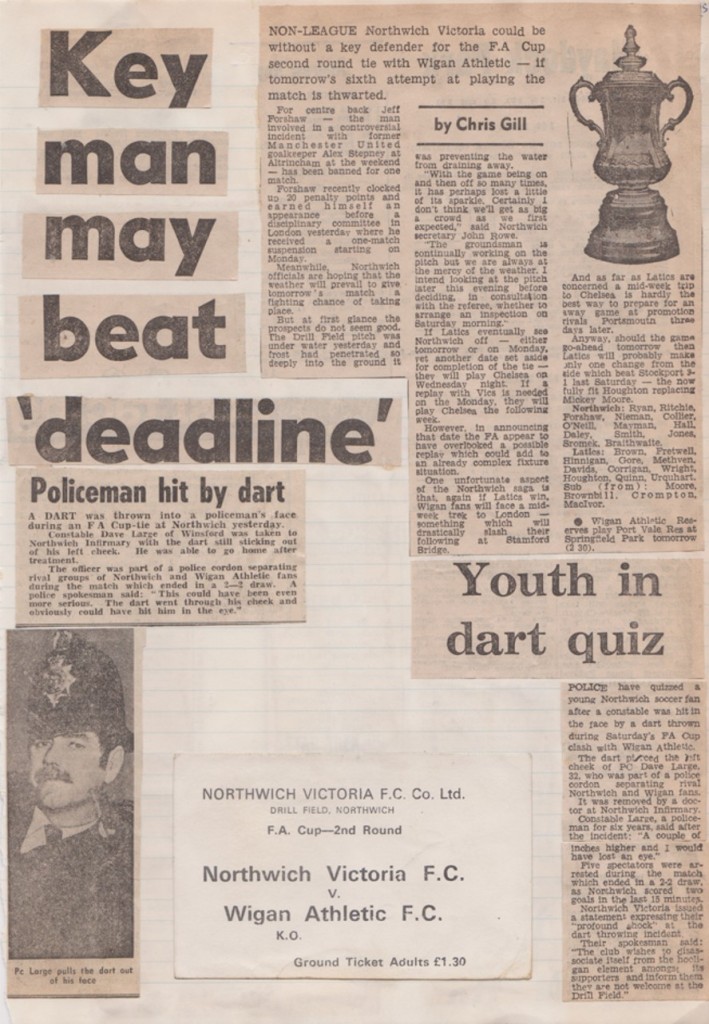 Key
man
may
beat
'deadline'
NON-LEAGUE Northwich Victoria could be
without a key defender for the F.A Cup
second round tie with Wigan Athletic — if
tomorrow's sixth attempt at playing the
match is thwarted.
For centre back Jeff
Forshaw — the man
involved in a controversial
incident with former
Manchester United
goalkeeper Alex Stepney at
Altrincham at the weekend
— has been banned for one
match.
Forshaw recently clocked
up 20 penalty points and
earned himself an
appearance before a
disciplinary committee in
London yesterday where he
received a one-match
suspension starting on
Monday.
Meanwhile, Northwich
officials are hoping that the
weather will prevail to give
tomorrow's match a
fighting chance of taking
place.
But at first glance the
prospects do not seem good.
The Drill Field pitch was
under water yesterday and
frost had penetrated so
deeply into the ground it
by Chris Gill
was preventing the water
from draining away.
"With the game being on
and then off so many times,
it has perhaps lost a little
of its sparkle. Certainly I
don't think we'll get as big
a crowd as we first
expected," said Northwich
secretary John Rowe.
"The groundsman is
continually working on the
pitch but we are always at
the mercy of the weather. I
intend looking at the pitch
later this evening before
deciding, in consultation
with the referee, whether to
arrange an inspection on
Saturday morning."
If Latics eventually see
Northwich off — either
tomorrow or on Monday,
yet another date set aside
for completion of the tie —
they will play Chelsea on
Wednesday night. If a
replay with Vics is needed
on the Monday, they will
play Chelsea the following
week.
However, in announcing
that date the FA appear to
have overlooked a possible
replay which could add to
an already complex fixture
situation.
One unfortunate aspect
of the Northwich saga is
that, again if Latics win,
Wigan fans will face a mid-
week trek to London —
something which will
drastically slash their
following at Stamford
Bridge.
And as far as Latics are
concerned a mid-week trip
to Chelsea is hardly the
best way to prepare for an
away game at promotion
rivals Portsmouth three
days later.
Anyway, should the game
go-ahead tomorrow then
Latics will probably make
only one change from the
side which beat Stockport 3-
1 last Saturday — the now
fully fit Houghton replacing
Mickey Moore.
Northwich: Ryan, Ritchie,
Forshaw, Nieman, Collier,
O'Neill, Mayman, Hall,
Daley, Smith, Jones,
Sromek, Braithwaite.
Latics: Brown, Fretwell,
Hinnigan, Gore, Methven,
Davids, Corrigan, Wright,
Houghton, Quinn, Urquhart.
Sub (from): Moore,
Brownbill, Crompton,
MacIvor.
● Wigan Athletic Res-
erves play Port Vale Res at
Springfield Park tomorrow
(2 30).
Policeman hit by dart
A DART was thrown into a policeman's face
during an F A Cup-tie at Northwich yesterday.
Constable Dave Large of Winsford was taken to
Northwich Infirmary with the dart still sticking out
of his left cheek. He was able to go home after
treatment.
The officer was part of a police cordon separating
rival groups of Northwich and Wigan Athletic fans
during the match which ended in a 2—2 draw. A
police spokesman said: "This could have been even
more serious. The dart went through his cheek and
obviously could have hit him in the eye."
Youth in
dart quiz
POLICE have quizzed a
young Northwich soccer fan
after a constable was hit in
the face by a dart thrown
during Saturday's FA Cup
clash with Wigan Athletic.
The dart pierced the left
cheek of PC Dave Large,
32, who was part of a police
cordon separating rival
Northwich and Wigan fans.
It was removed by a doc-
tor at Northwich Infirmary.
Constable Large, a police-
man for six years, said after
the incident: "A couple of
inches higher and I would
have lost an eye."
Five spectators were ar-
rested during the match
which ended in a 2-2 draw,
as Northwich scored two
goals in the last 15 minutes.
Northwich Victoria issued
a statement expressing their
"profound shock" at the
dart throwing incident.
Their spokesman said:
"The club wishes to disas-
sociate itself from the hooli-
gan element amongst its
supporters and inform them
they are not welcome at the
Drill Field."
Pc Large pulls the dart out
of his face
NORTHWICH VICTORIA F.C. Co. Ltd.
DRILL FIELD, NORTHWICH
F.A. Cup—2nd Round
Northwich Victoria F.C.
V.
Wigan Athletic F.C.
K.O.
Ground Ticket Adults £1.30